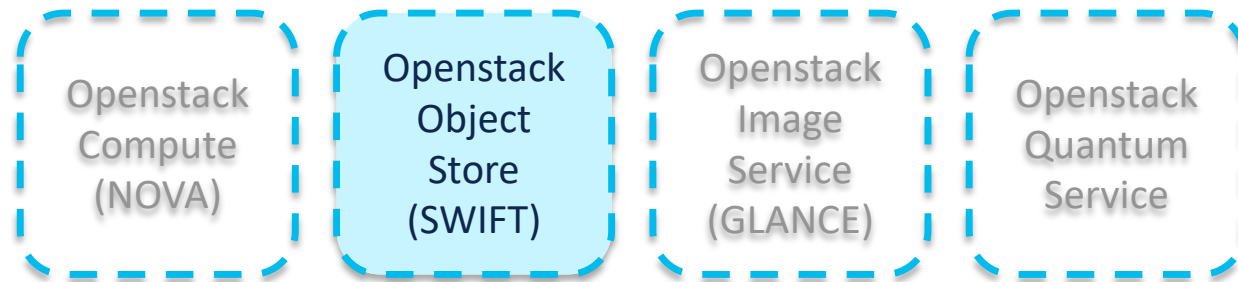 Openstack
Compute
(NOVA)
Openstack
Object
Store
(SWIFT)
Openstack
Image
Service
(GLANCE)
Openstack
Quantum
Service